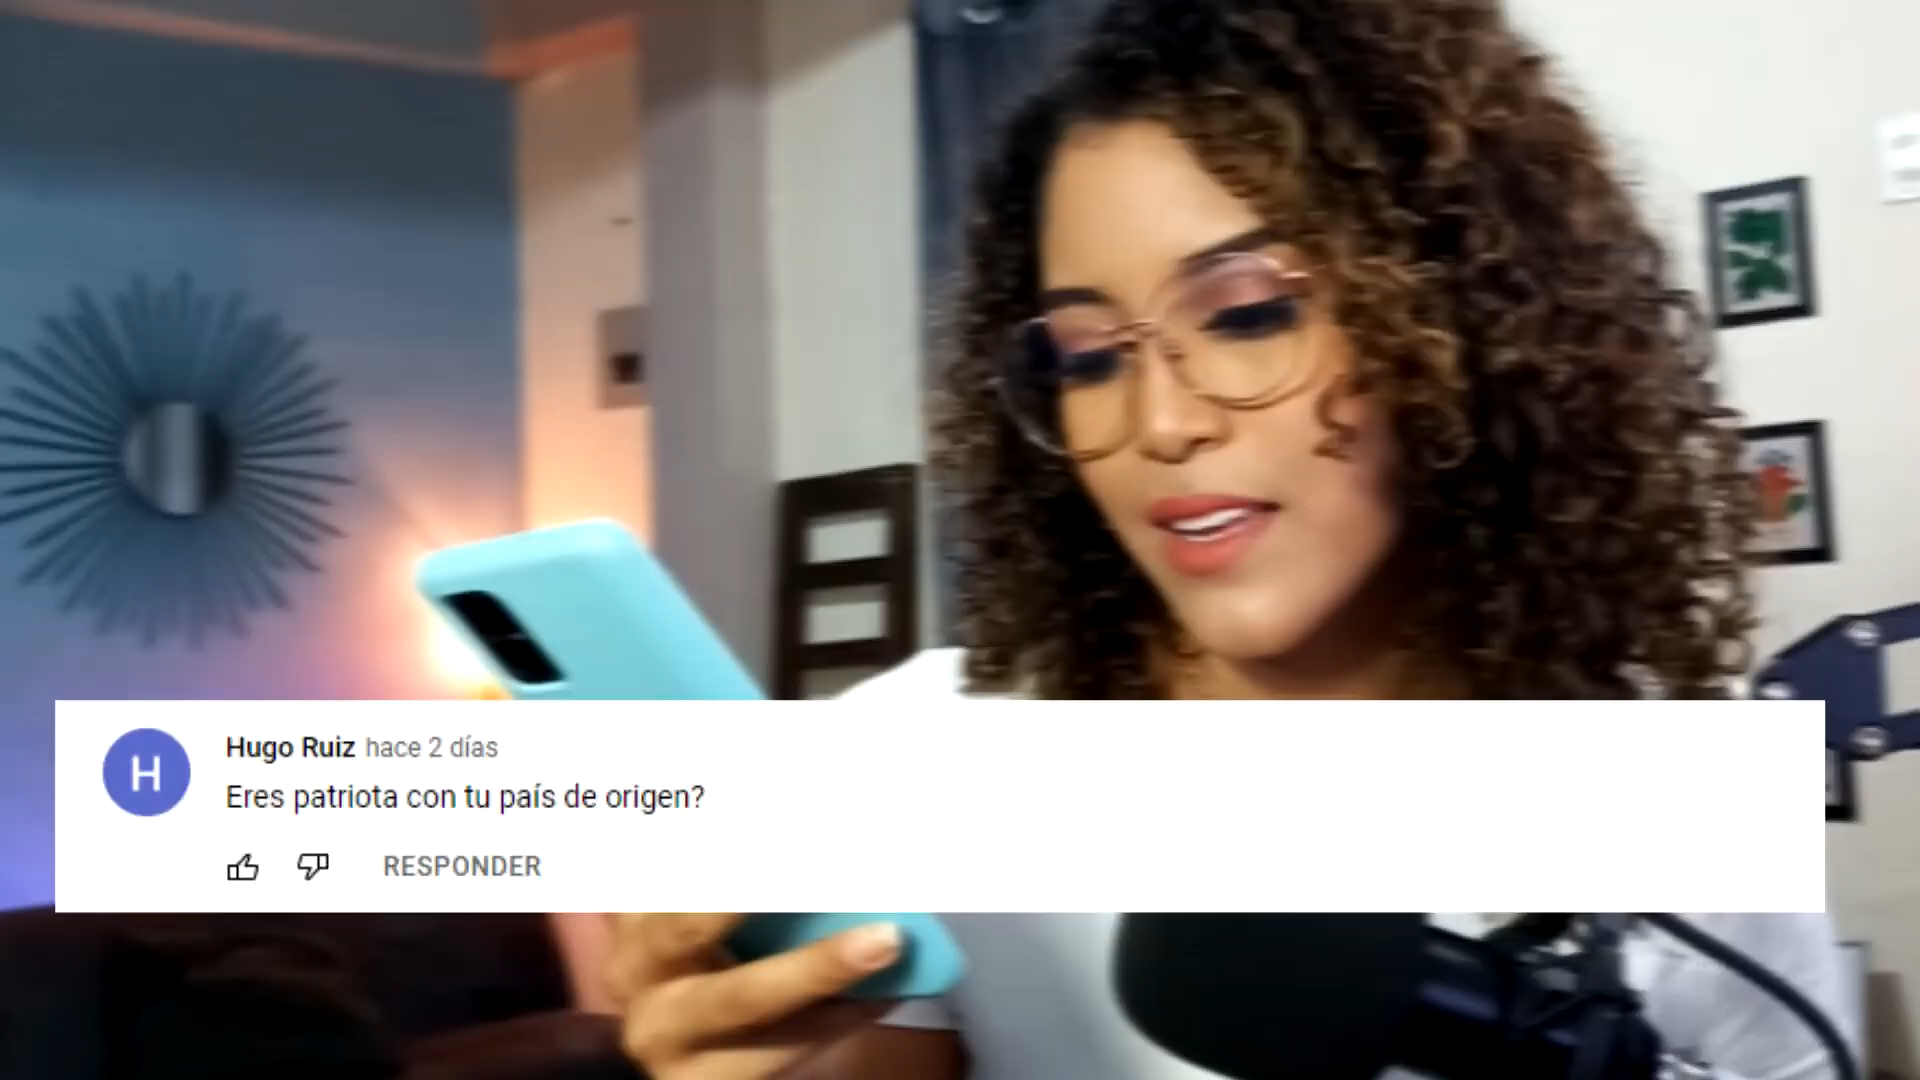 H
Hugo Ruiz hace 2 días
Eres patriota con tu país de origen?
RESPONDER